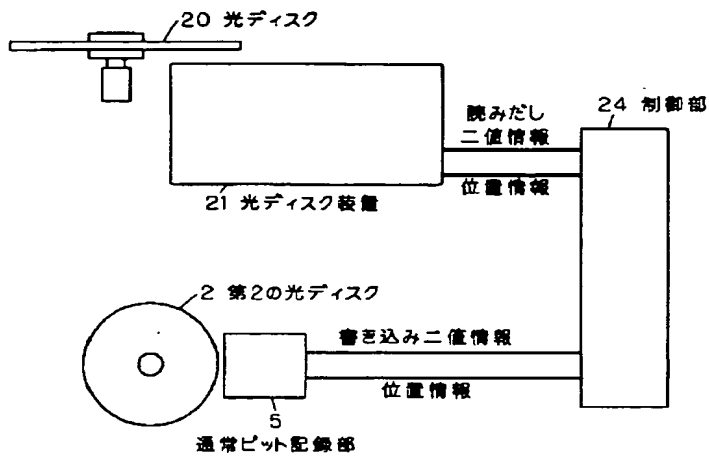 20 光ディスク
24 制御部
読みだし
二値情報
位置情報
21 光ディスク装置
2 第2の光ディスク
書き込み二値情報
位置情報
5
通常ピット記録部